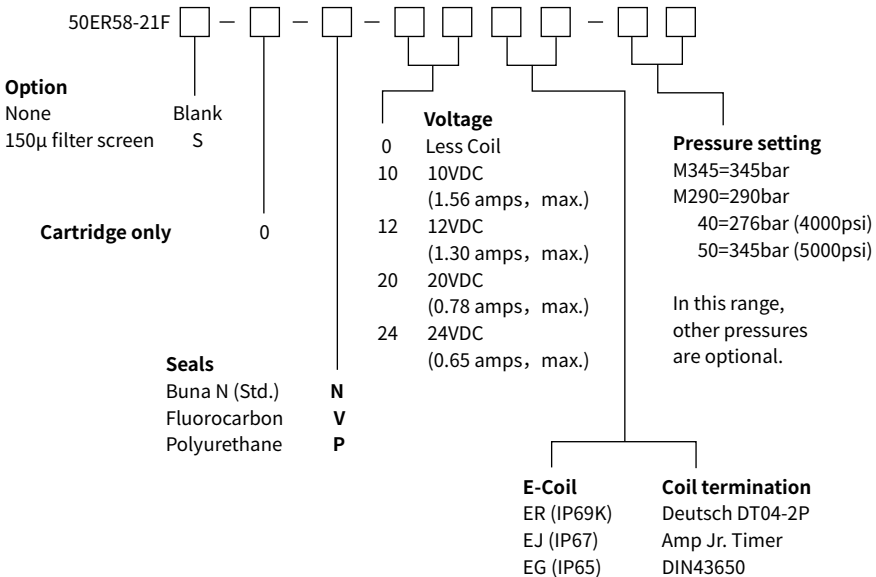 50ER58-21F — — — —
Option
None Blank
150µ filter screen S
Cartridge only 0
Seals
Buna N (Std.) N
Fluorocarbon V
Polyurethane P
Voltage
0 Less Coil
10 10VDC
(1.56 amps，max.)
12 12VDC
(1.30 amps，max.)
20 20VDC
(0.78 amps，max.)
24 24VDC
(0.65 amps，max.)
Pressure setting
M345=345bar
M290=290bar
40=276bar (4000psi)
50=345bar (5000psi)
In this range,
other pressures
are optional.
E-Coil Coil termination
ER (IP69K) Deutsch DT04-2P
EJ (IP67) Amp Jr. Timer
EG (IP65) DIN43650